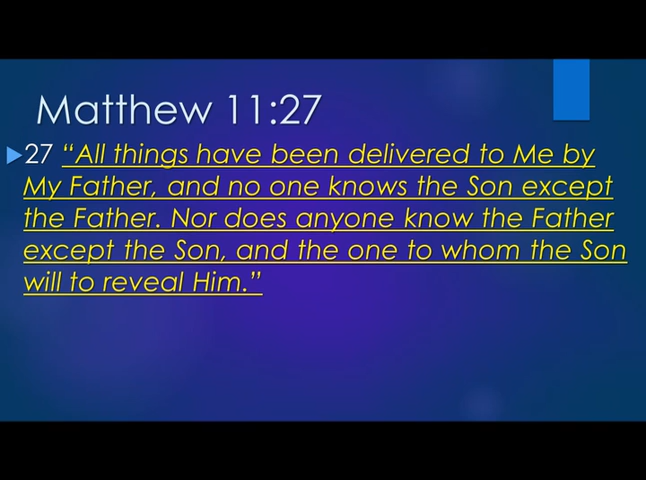 Matthew 11:27
27 “All things have been delivered to Me by
My Father, and no one knows the Son except
the Father. Nor does anyone know the Father
except the Son, and the one to whom the Son
will to reveal Him.”